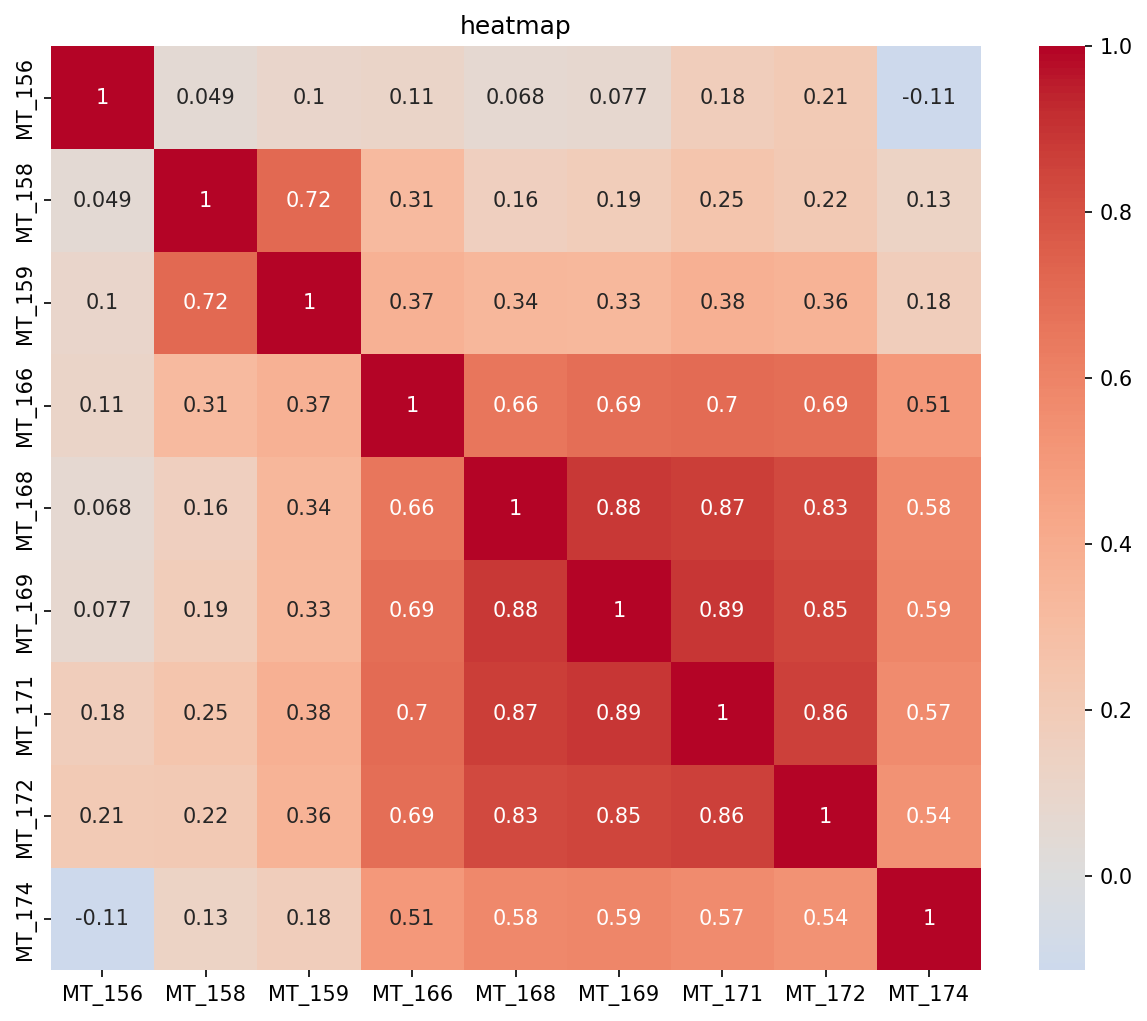 heatmap
MT_156 1 0.049 0.1 0.11 0.068 0.077 0.18 0.21 -0.11
MT_158 0.049 1 0.72 0.31 0.16 0.19 0.25 0.22 0.13
MT_159 0.1 0.72 1 0.37 0.34 0.33 0.38 0.36 0.18
MT_166 0.11 0.31 0.37 1 0.66 0.69 0.7 0.69 0.51
MT_168 0.068 0.16 0.34 0.66 1 0.88 0.87 0.83 0.58
MT_169 0.077 0.19 0.33 0.69 0.88 1 0.89 0.85 0.59
MT_171 0.18 0.25 0.38 0.7 0.87 0.89 1 0.86 0.57
MT_172 0.21 0.22 0.36 0.69 0.83 0.85 0.86 1 0.54
MT_174 -0.11 0.13 0.18 0.51 0.58 0.59 0.57 0.54 1
MT_156 MT_158 MT_159 MT_166 MT_168 MT_169 MT_171 MT_172 MT_174
1.0
0.8
0.6
0.4
0.2
0.0